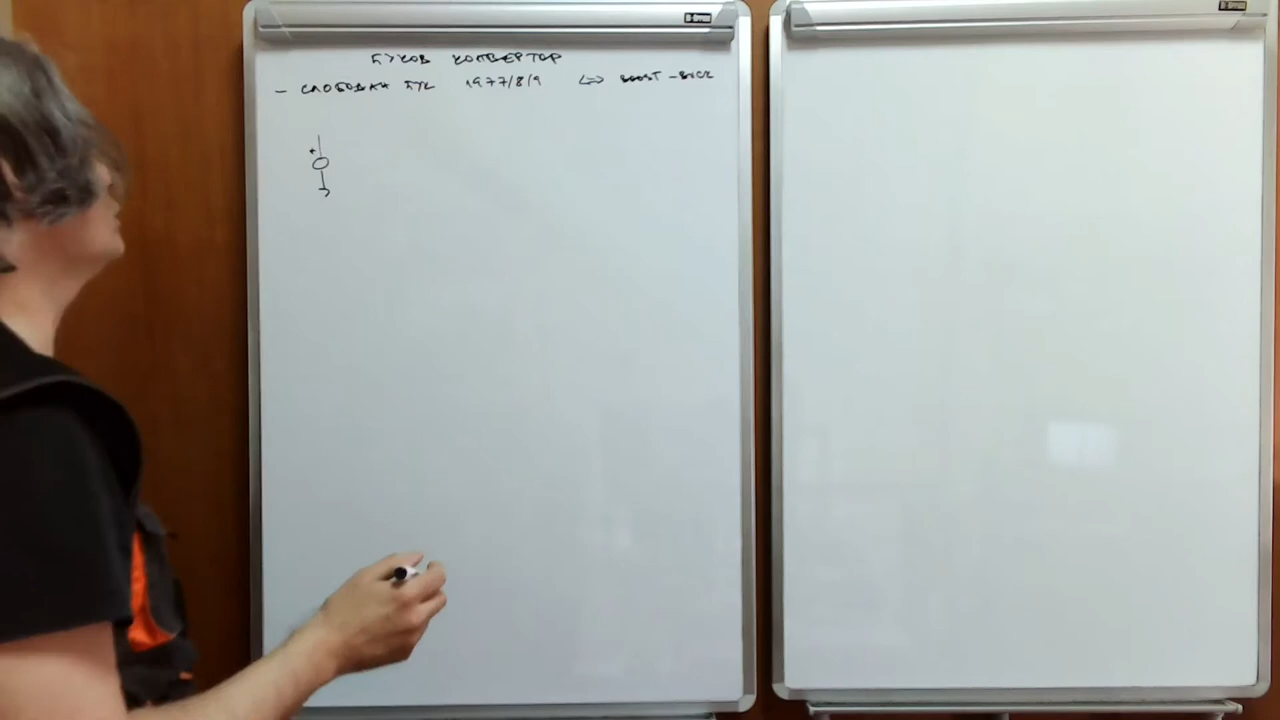 ЋУКОВ КОНВЕРТОР
- СЛОБОДАН ЋУК 1977/8/9 ⇔ BOOST-BUCK
+